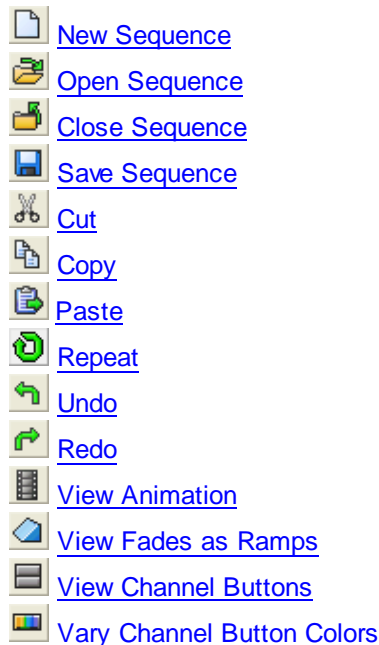 New Sequence
Open Sequence
Close Sequence
Save Sequence
Cut
Copy
Paste
Repeat
Undo
Redo
View Animation
View Fades as Ramps
View Channel Buttons
Vary Channel Button Colors